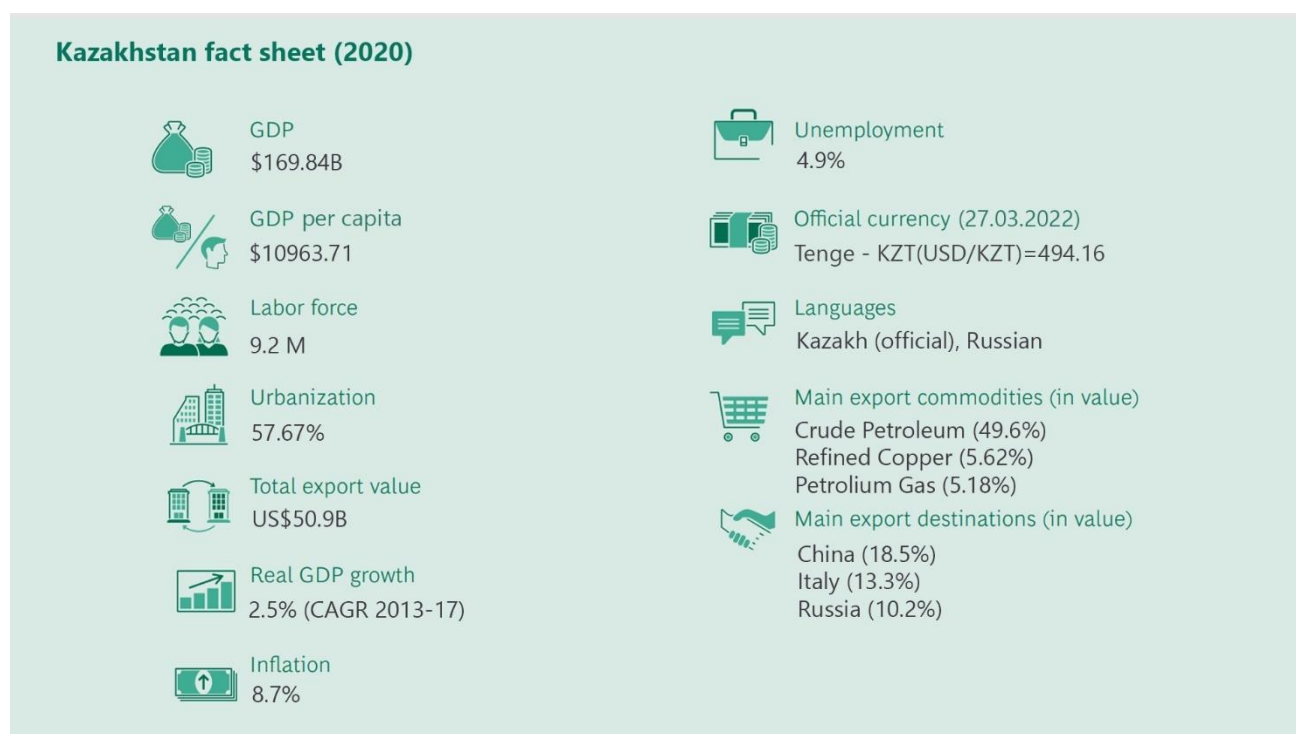 Kazakhstan fact sheet (2020)
GDP
$169.84B
GDP per capita
$10963.71
Labor force
9.2 M
Urbanization
57.67%
Total export value
US$50.9B
Real GDP growth
2.5% (CAGR 2013-17)
Inflation
8.7%
Unemployment
4.9%
Official currency (27.03.2022)
Tenge - KZT(USD/KZT)=494.16
Languages
Kazakh (official), Russian
Main export commodities (in value)
Crude Petroleum (49.6%)
Refined Copper (5.62%)
Petrolium Gas (5.18%)
Main export destinations (in value)
China (18.5%)
Italy (13.3%)
Russia (10.2%)